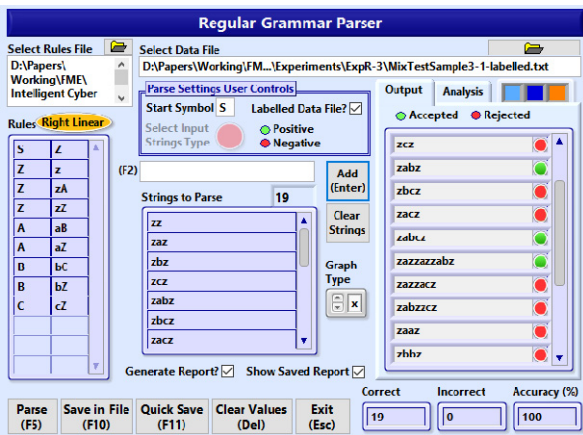 Regular Grammar Parser
Select Rules File
Select Data File
D:\Papers\
Working\FME\
Intelligent Cyber
D:\Papers\Working\FM...\Experiments\ExpR-3\MixTestSample3-1-labelled.txt
Parse Settings User Controls
Start Symbol S
Labelled Data File?
Select Input
Strings Type
Positive
Negative
Output
Analysis
Accepted
Rejected
Rules
Right Linear
S Z
Z z
Z zA
Z zZ
A aB
A aZ
B bC
B bZ
C cZ
(F2)
Add
(Enter)
Strings to Parse
19
Clear
Strings
zz
zaz
zbz
zcz
zabz
zbcz
zacz
Graph
Type
x
zcz
zabz
zbcz
zacz
zabcz
zazzazzabz
zazzacz
zabzzcz
zaaz
zbbz
Generate Report?
Show Saved Report
Correct
Incorrect
Accuracy (%)
19
0
100
Parse
(F5)
Save in File
(F10)
Quick Save
(F11)
Clear Values
(Del)
Exit
(Esc)